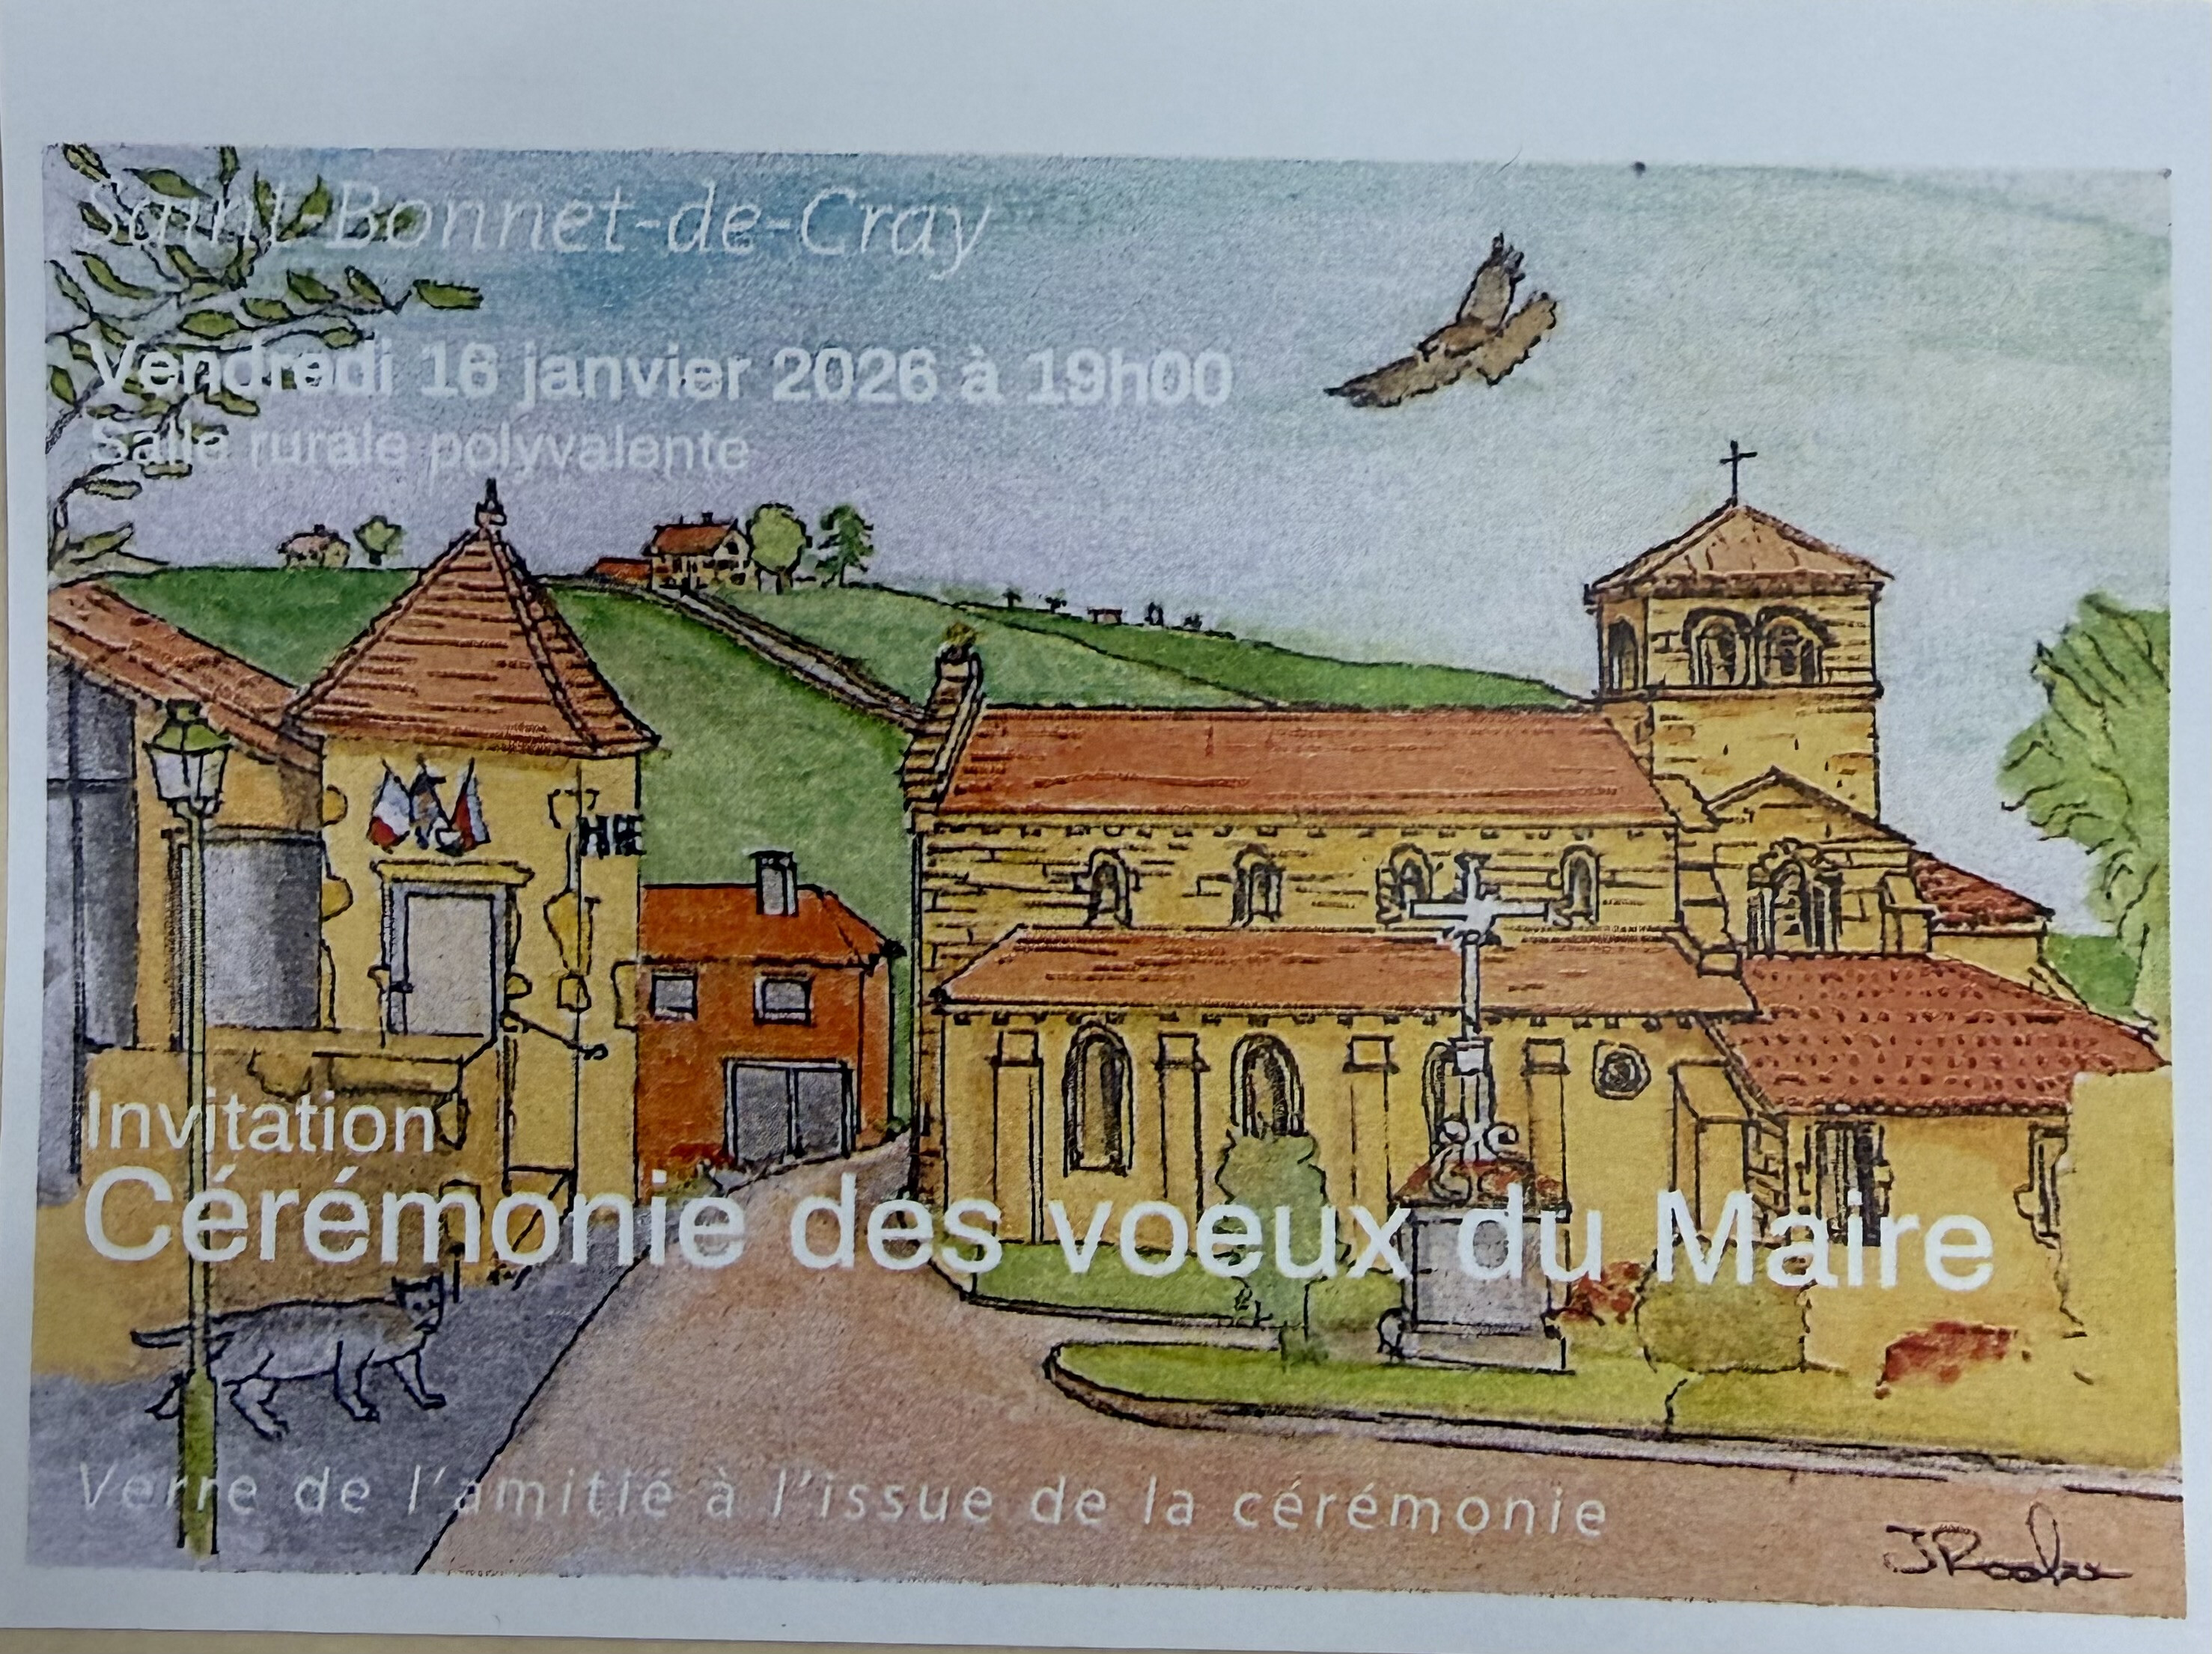 Saint-Bonnet-de-Cray
Vendredi 16 janvier 2026 à 19h00
Salle rurale polyvalente
Invitation
Cérémonie des voeux du Maire
Verre de l'amitié à l'issue de la cérémonie